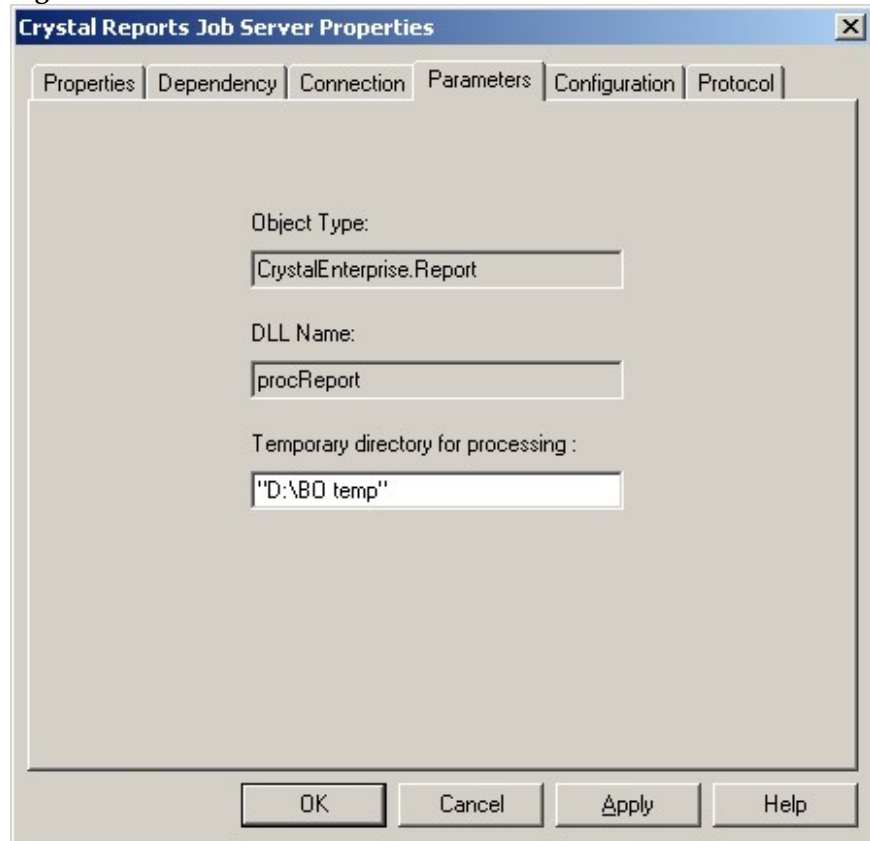 Crystal Reports Job Server Properties
Properties Dependency Connection Parameters Configuration Protocol
Object Type:
CrystalEnterprise.Report
DLL Name:
procReport
Temporary directory for processing :
"D:\BO temp"
OK Cancel Apply Help